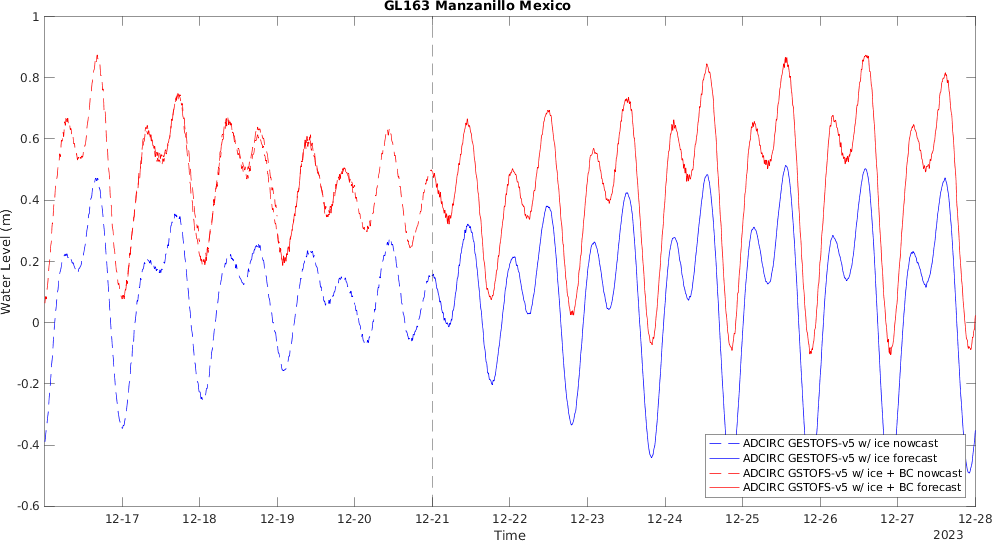 GL163 Manzanillo Mexico
Water Level (m)
1
0.8
0.6
0.4
0.2
0
-0.2
-0.4
-0.6
ADCIRC GESTOFS-v5 w/ ice nowcast
ADCIRC GESTOFS-v5 w/ ice forecast
ADCIRC GSTOFS-v5 w/ ice + BC nowcast
ADCIRC GSTOFS-v5 w/ ice + BC forecast
12-17 12-18 12-19 12-20 12-21 12-22 12-23 12-24 12-25 12-26 12-27 12-28
Time
2023